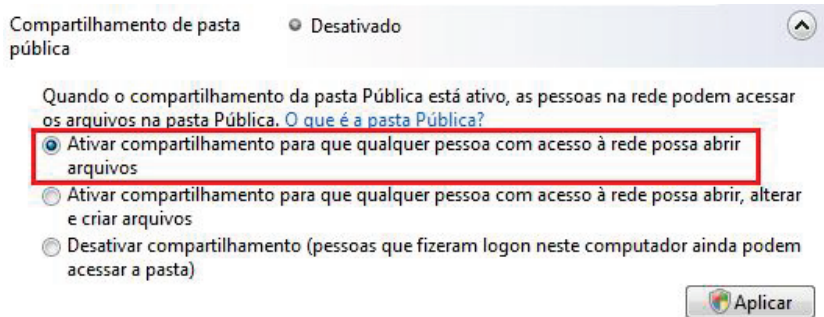 Compartilhamento de pasta Desativado
pública
Quando o compartilhamento da pasta Pública está ativo, as pessoas na rede podem acessar
os arquivos na pasta Pública. O que é a pasta Pública?
Ativar compartilhamento para que qualquer pessoa com acesso à rede possa abrir
arquivos
Ativar compartilhamento para que qualquer pessoa com acesso à rede possa abrir, alterar
e criar arquivos
Desativar compartilhamento (pessoas que fizeram logon neste computador ainda podem
acessar a pasta)
Aplicar